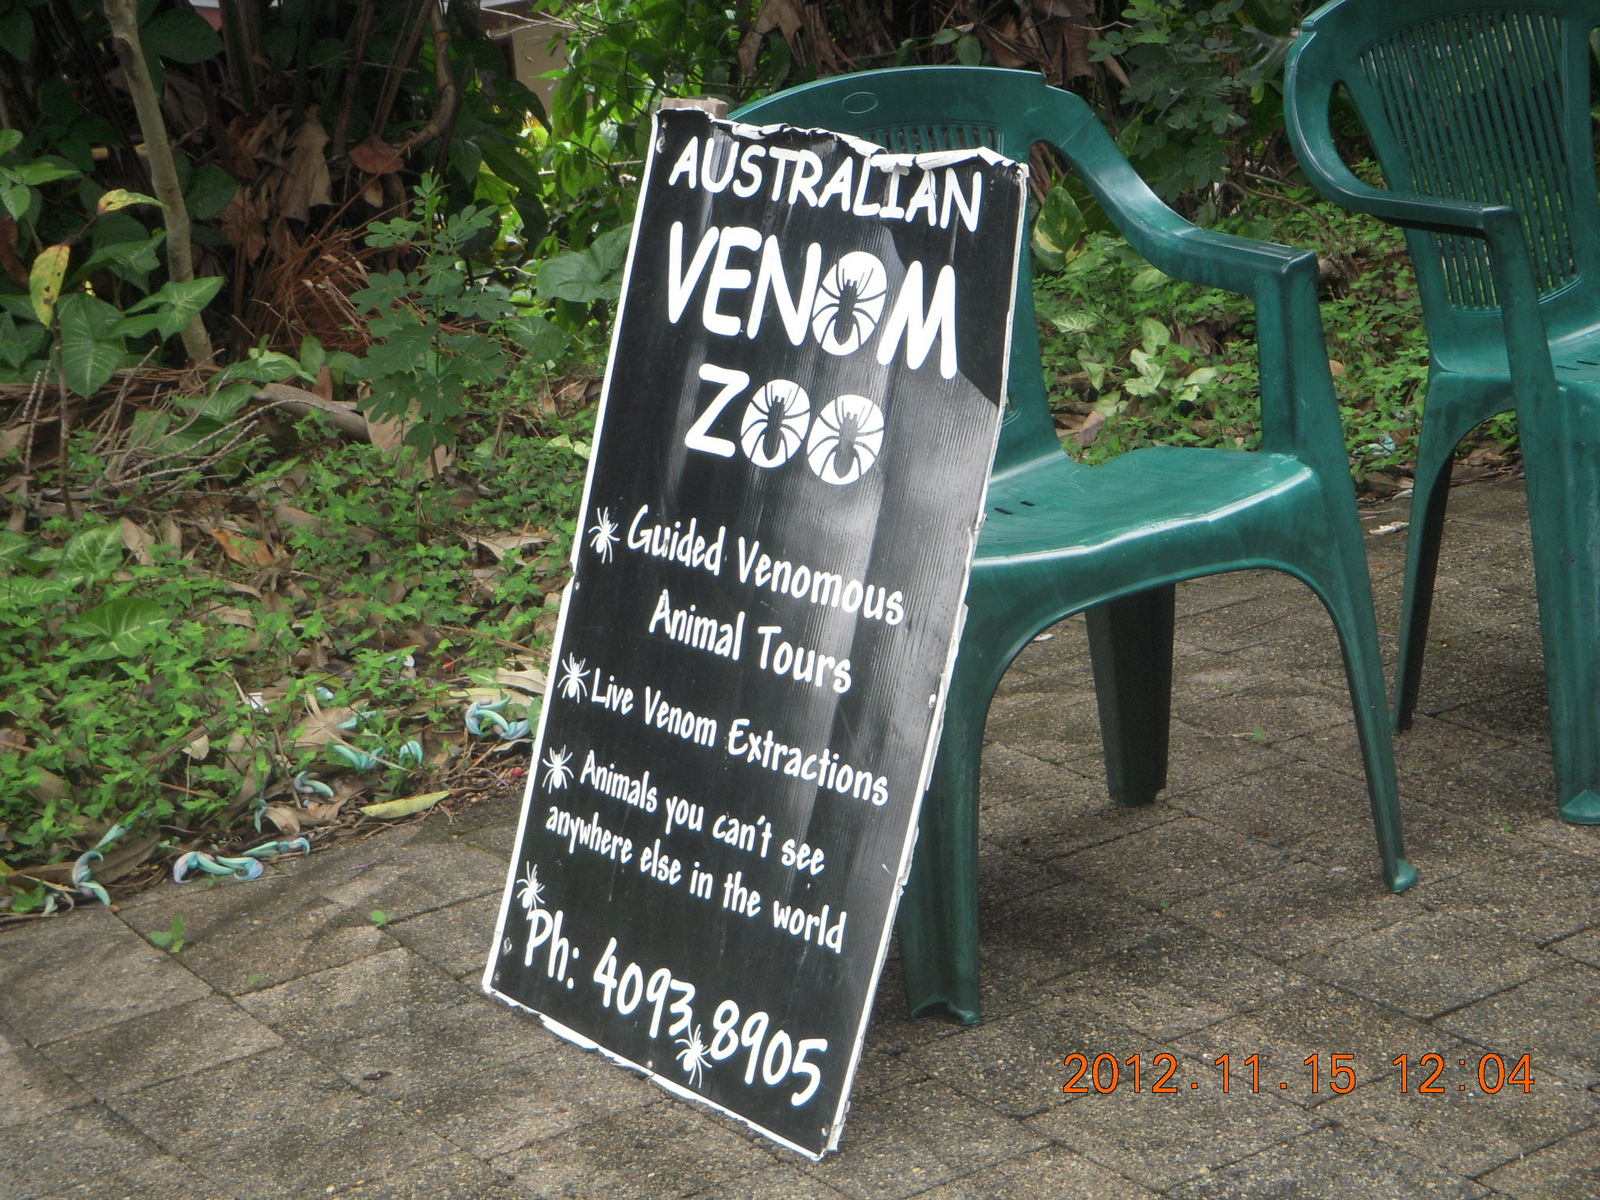 AUSTRALIAN
VENOM
ZOO
Guided Venomous
Animal Tours
Live Venom Extractions
Animals you can't see
anywhere else in the world
Ph: 4093 8905
2012.11.15 12:04